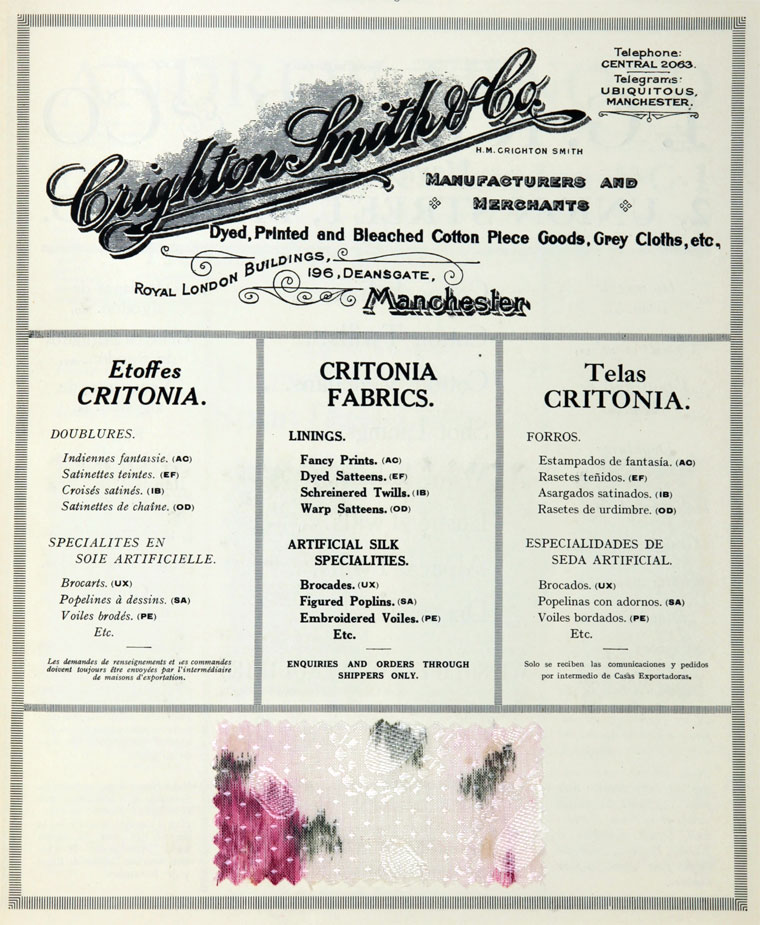 Telephone:
CENTRAL 2063.
Telegrams:
UBIQUITOUS,
MANCHESTER.
Crighton Smith & Co.
H.M. CRIGHTON SMITH
MANUFACTURERS AND
MERCHANTS
Dyed, Printed and Bleached Cotton Piece Goods, Grey Cloths, etc.,
ROYAL LONDON BUILDINGS,
196, DEANSGATE,
Manchester
Etoffes
CRITONIA.
DOUBLURES.
Indiennes fantaisie. (AC)
Satinettes teintes. (EF)
Croisés satinés. (IB)
Satinettes de chaîne. (OD)
SPECIALITES EN
SOIE ARTIFICIELLE.
Brocarts. (UX)
Popelines à dessins. (SA)
Voiles brodés. (PE)
Etc.
Les demandes de renseignements et les commandes
doivent toujours être envoyées par l'intermédiaire
de maisons d'exportation.
CRITONIA
FABRICS.
LININGS.
Fancy Prints. (AC)
Dyed Satteens. (EF)
Schreinered Twills. (IB)
Warp Satteens. (OD)
ARTIFICIAL SILK
SPECIALITIES.
Brocades. (UX)
Figured Poplins. (SA)
Embroidered Voiles. (PE)
Etc.
ENQUIRIES AND ORDERS THROUGH
SHIPPERS ONLY.
Telas
CRITONIA.
FORROS.
Estampados de fantasía. (AC)
Rasetes teñidos. (EF)
Asargados satinados. (IB)
Rasetes de urdimbre. (OD)
ESPECIALIDADES DE
SEDA ARTIFICIAL.
Brocados. (UX)
Popelinas con adornos. (SA)
Voiles bordados. (PE)
Etc.
Solo se reciben las comunicaciones y pedidos
por intermedio de Casas Exportadoras.